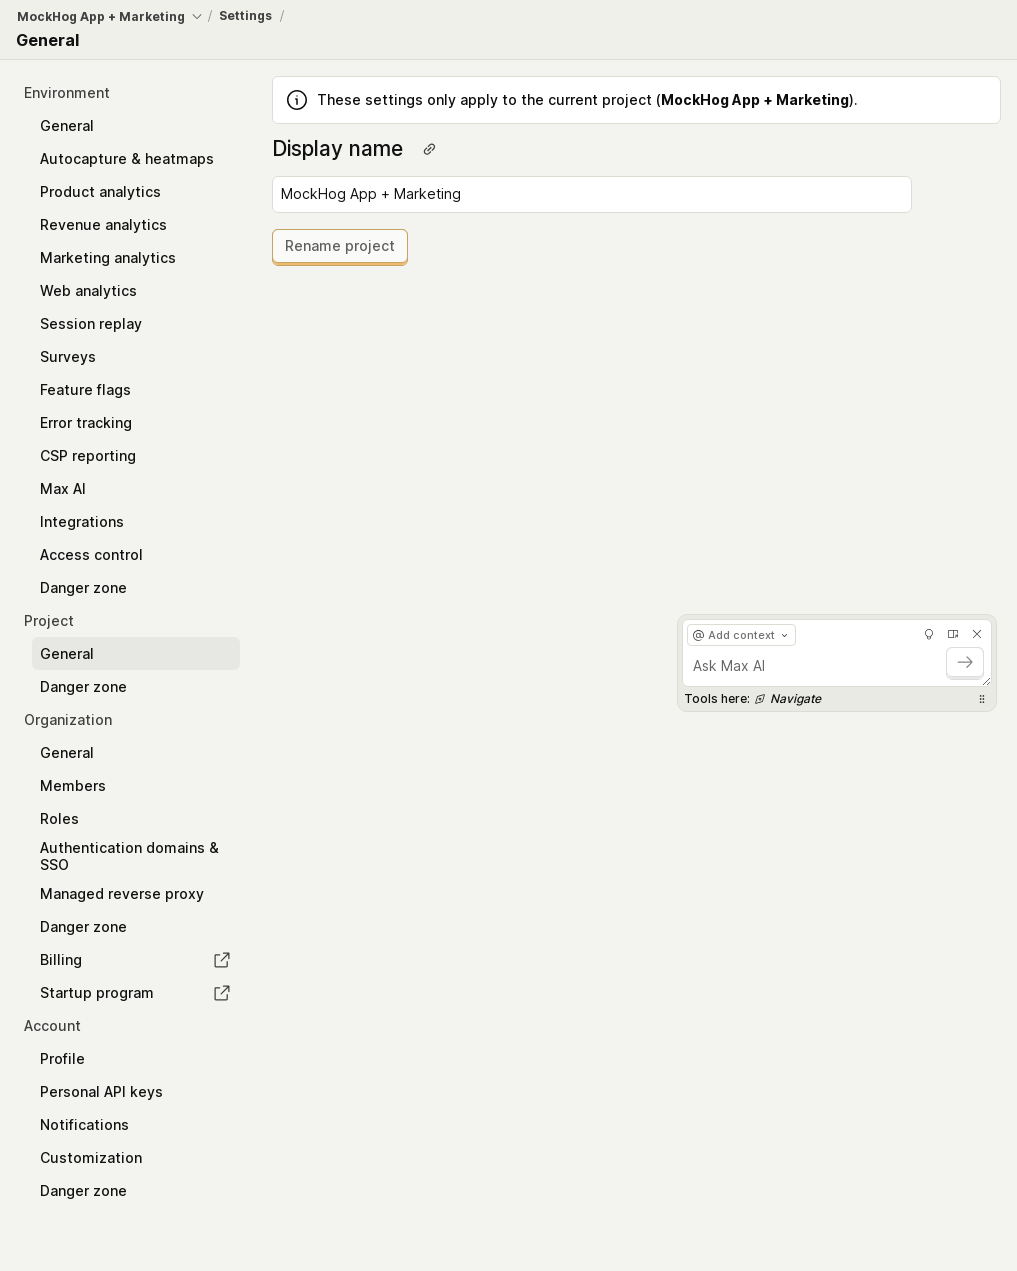 MockHog App + Marketing / Settings /
General
Environment
General
Autocapture & heatmaps
Product analytics
Revenue analytics
Marketing analytics
Web analytics
Session replay
Surveys
Feature flags
Error tracking
CSP reporting
Max AI
Integrations
Access control
Danger zone
Project
General
Danger zone
Organization
General
Members
Roles
Authentication domains &
SSO
Managed reverse proxy
Danger zone
Billing
Startup program
Account
Profile
Personal API keys
Notifications
Customization
Danger zone
These settings only apply to the current project (MockHog App + Marketing).
Display name
MockHog App + Marketing
Rename project
Add context
Ask Max AI
Tools here: Navigate